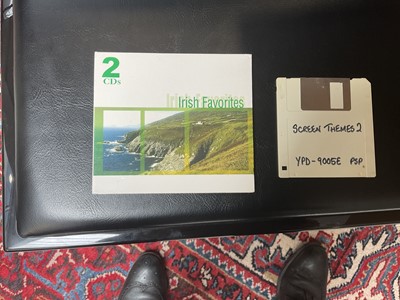 2
CDs
Irish Favorites
SCREEN THEMES 2
YPD-9005E PSP